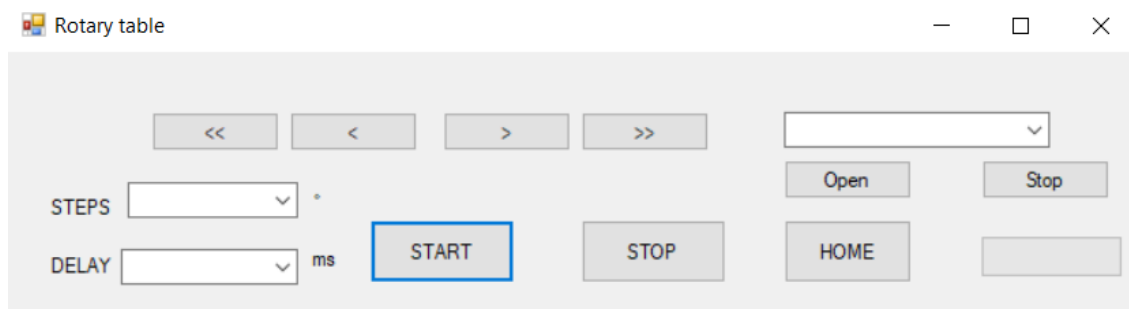 Rotary table
<< < > >>
Open Stop
STEPS °
START STOP HOME
DELAY ms